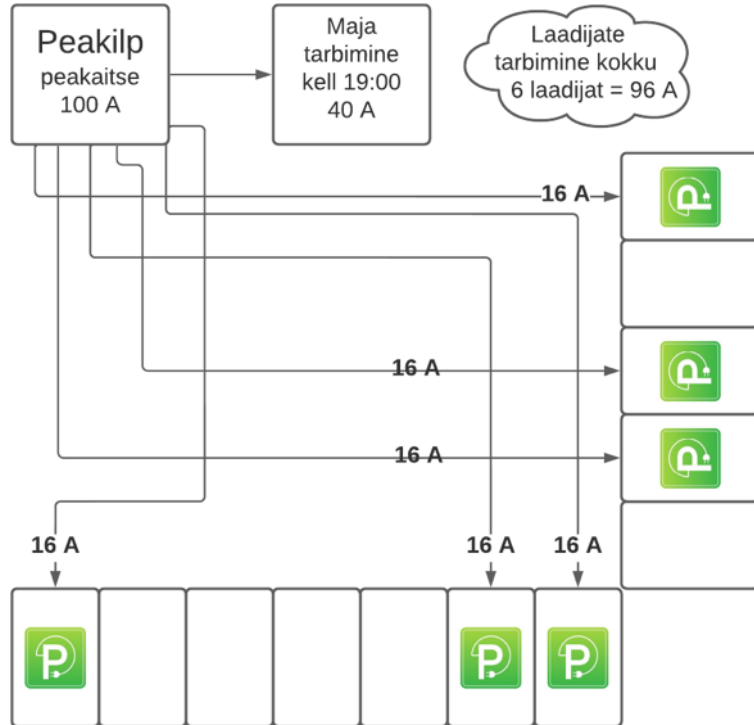 Peakilp
peakaitse
100 A
Maja
tarbimine
kell 19:00
40 A
Laadijate
tarbimine kokku
6 laadijat = 96 A
16 A
P
16 A
P
16 A
P
16 A
16 A
16 A
P
P
P